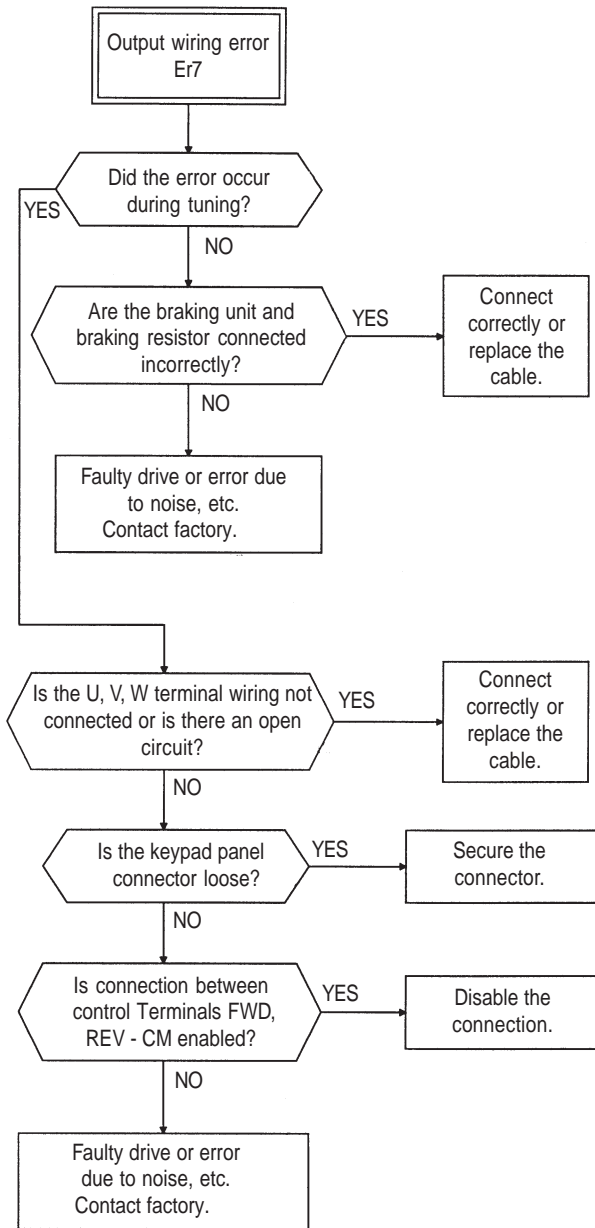 Output wiring error
Er7
Did the error occur
during tuning?
YES
NO
Are the braking unit and
braking resistor connected
incorrectly?
YES
Connect
correctly or
replace the
cable.
NO
Faulty drive or error due
to noise, etc.
Contact factory.
Is the U, V, W terminal wiring not
connected or is there an open
circuit?
YES
Connect
correctly or
replace the
cable.
NO
Is the keypad panel
connector loose?
YES
Secure the
connector.
NO
Is connection between
control Terminals FWD,
REV - CM enabled?
YES
Disable the
connection.
NO
Faulty drive or error
due to noise, etc.
Contact factory.